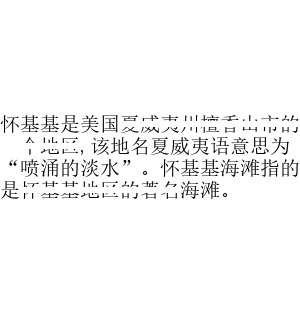 怀基基是美国夏威夷州檀香山市的
一个地区,该地名夏威夷语意思为
“喷涌的淡水”。怀基基海滩指的
是怀基基地区的著名海滩。